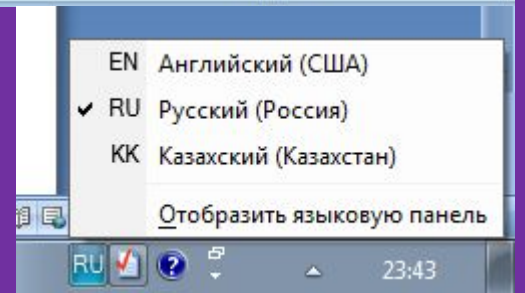 EN Английский (США)
RU Русский (Россия)
KK Казахский (Казахстан)
Отобразить языковую панель
RU ? 23:43